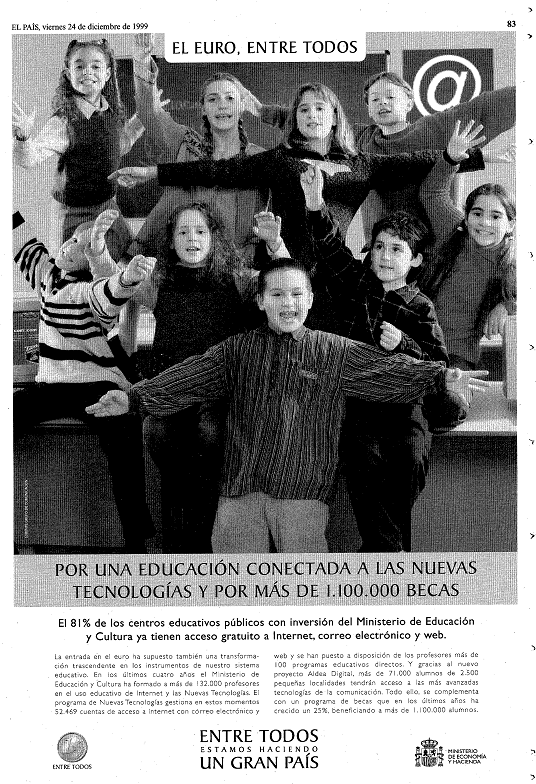 EL PAÍS, viernes 24 de diciembre de 1999
83
EL EURO, ENTRE TODOS
@
POR UNA EDUCACIÓN CONECTADA A LAS NUEVAS
TECNOLOGÍAS Y POR MÁS DE 1.100.000 BECAS
El 81% de los centros educativos públicos con inversión del Ministerio de Educación
y Cultura ya tienen acceso gratuito a Internet, correo electrónico y web.
La entrada en el euro ha supuesto también una transforma-
ción trascendente en los instrumentos de nuestro sistema
educativo. En los últimos cuatro años el Ministerio de
Educación y Cultura ha formado a más de 132.000 profesores
en el uso educativo de Internet y las Nuevas Tecnologías. El
programa de Nuevas Tecnologías gestiona en estos momentos
52.469 cuentas de acceso a Internet con correo electrónico y
web y se han puesto a disposición de los profesores más de
100 programas educativos directos. Y gracias al nuevo
proyecto Aldea Digital, más de 71.000 alumnos de 2.500
pequeñas localidades tendrán acceso a las más avanzadas
tecnologías de la comunicación. Todo ello, se complementa
con un programa de becas que en los últimos años ha
crecido un 25%, beneficiando a más de 1.100.000 alumnos.
ENTRE TODOS
ENTRE TODOS
ESTAMOS HACIENDO
UN GRAN PAÍS
MINISTERIO
DE ECONOMÍA
Y HACIENDA